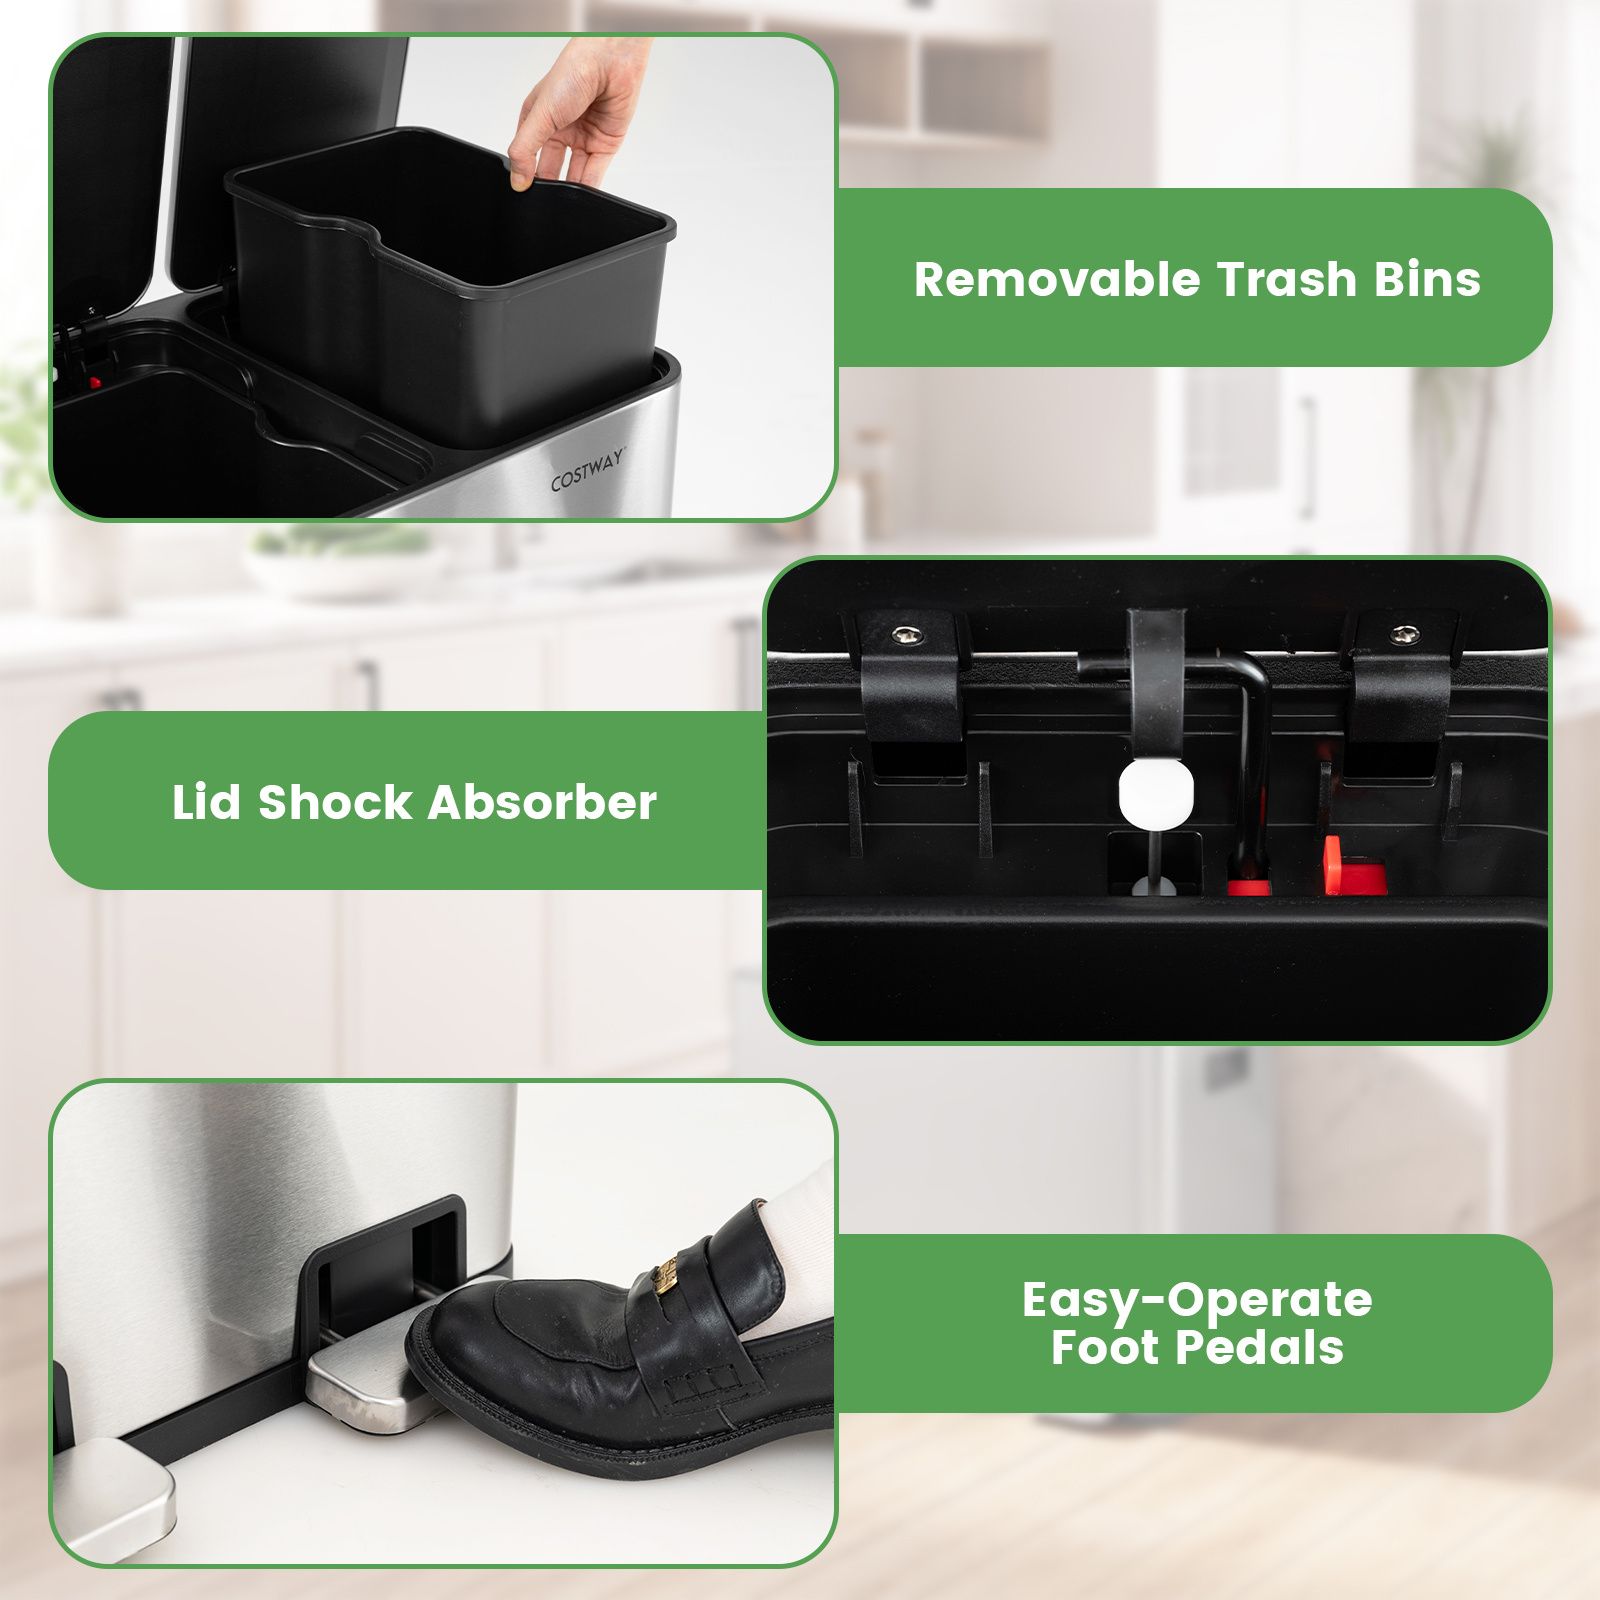 COSTWAY
Removable Trash Bins
Lid Shock Absorber
Easy-Operate
Foot Pedals